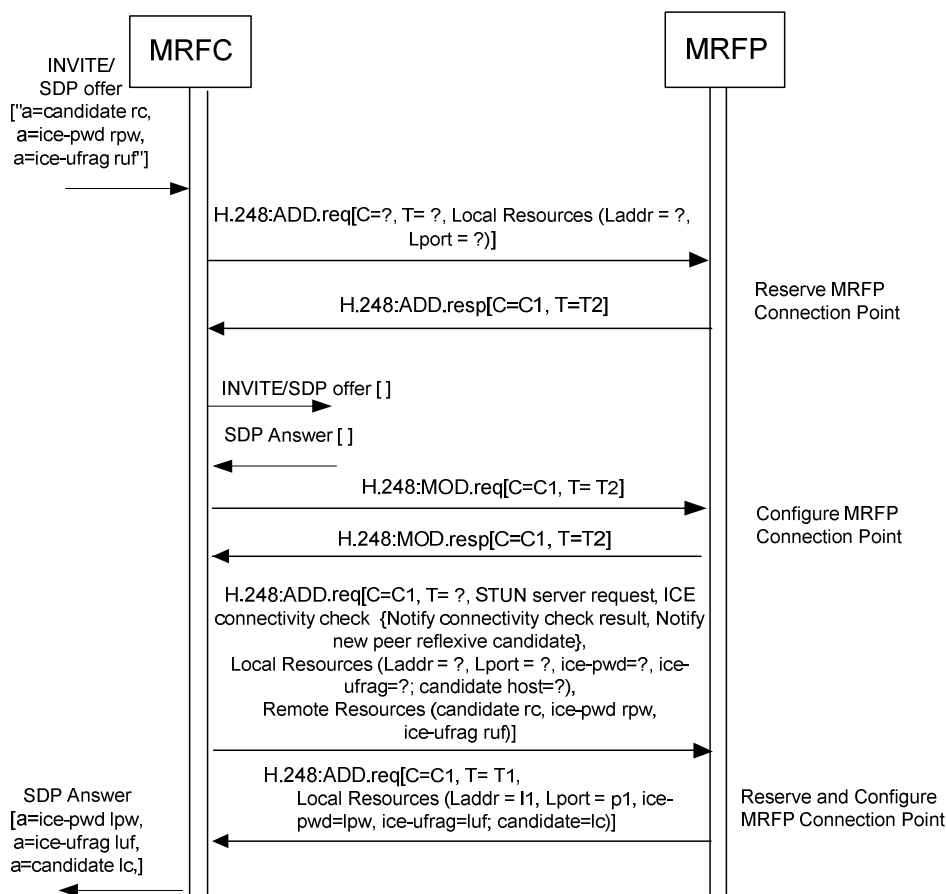 MRFC
MRFP
INVITE/
SDP offer
["a=candidate rc,
a=ice-pwd rpw,
a=ice-ufrag ruf"]
H.248:ADD.req[C=?, T= ?, Local Resources (Laddr = ?,
Lport = ?)]
Reserve MRFP
Connection Point
H.248:ADD.resp[C=C1, T=T2]
INVITE/SDP offer [ ]
SDP Answer [ ]
H.248:MOD.req[C=C1, T= T2]
Configure MRFP
Connection Point
H.248:MOD.resp[C=C1, T=T2]
H.248:ADD.req[C=C1, T= ?, STUN server request, ICE
connectivity check {Notify connectivity check result, Notify
new peer reflexive candidate},
Local Resources (Laddr = ?, Lport = ?, ice-pwd=?, ice-
ufrag=?; candidate host=?),
Remote Resources (candidate rc, ice-pwd rpw,
ice-ufrag ruf)]
H.248:ADD.req[C=C1, T= T1,
Local Resources (Laddr = l1, Lport = p1, ice-
pwd=lpw, ice-ufrag=luf; candidate=lc)]
Reserve and Configure
MRFP Connection Point
SDP Answer
[a=ice-pwd lpw,
a=ice-ufrag luf,
a=candidate lc,]